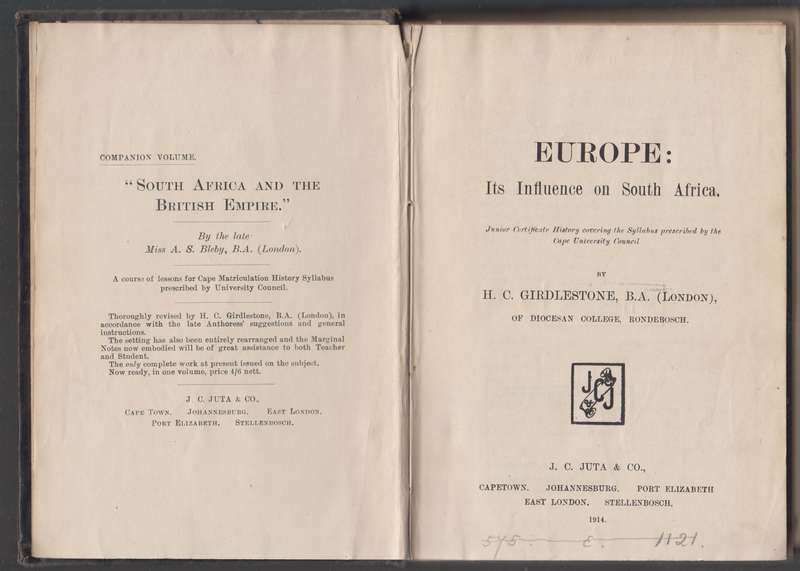 COMPANION VOLUME.
"SOUTH AFRICA AND THE
BRITISH EMPIRE."
By the late
Miss A. S. Bleby, B.A. (London).
A course of lessons for Cape Matriculation History Syllabus
prescribed by University Council.
Thoroughly revised by H. C. Girdlestone, B.A. (London), in
accordance with the late Authoress' suggestions and general
instructions.
The setting has also been entirely rearranged and the Marginal
Notes now embodied will be of great assistance to both Teacher
and Student.
The only complete work at present issued on the subject.
Now ready, in one volume, price 4/6 nett.
J. C. JUTA & CO.
CAPE TOWN. JOHANNESBURG. EAST LONDON.
PORT ELIZABETH. STELLENBOSCH.
EUROPE:
Its Influence on South Africa.
Junior Certificate History covering the Syllabus prescribed by the
Cape University Council
BY
H. C. GIRDLESTONE, B.A. (LONDON),
OF DIOCESAN COLLEGE, RONDEBOSCH.
J C J
J. C. JUTA & CO.,
CAPETOWN. JOHANNESBURG. PORT ELIZABETH
EAST LONDON. STELLENBOSCH.
1914.
545 E. 1121.